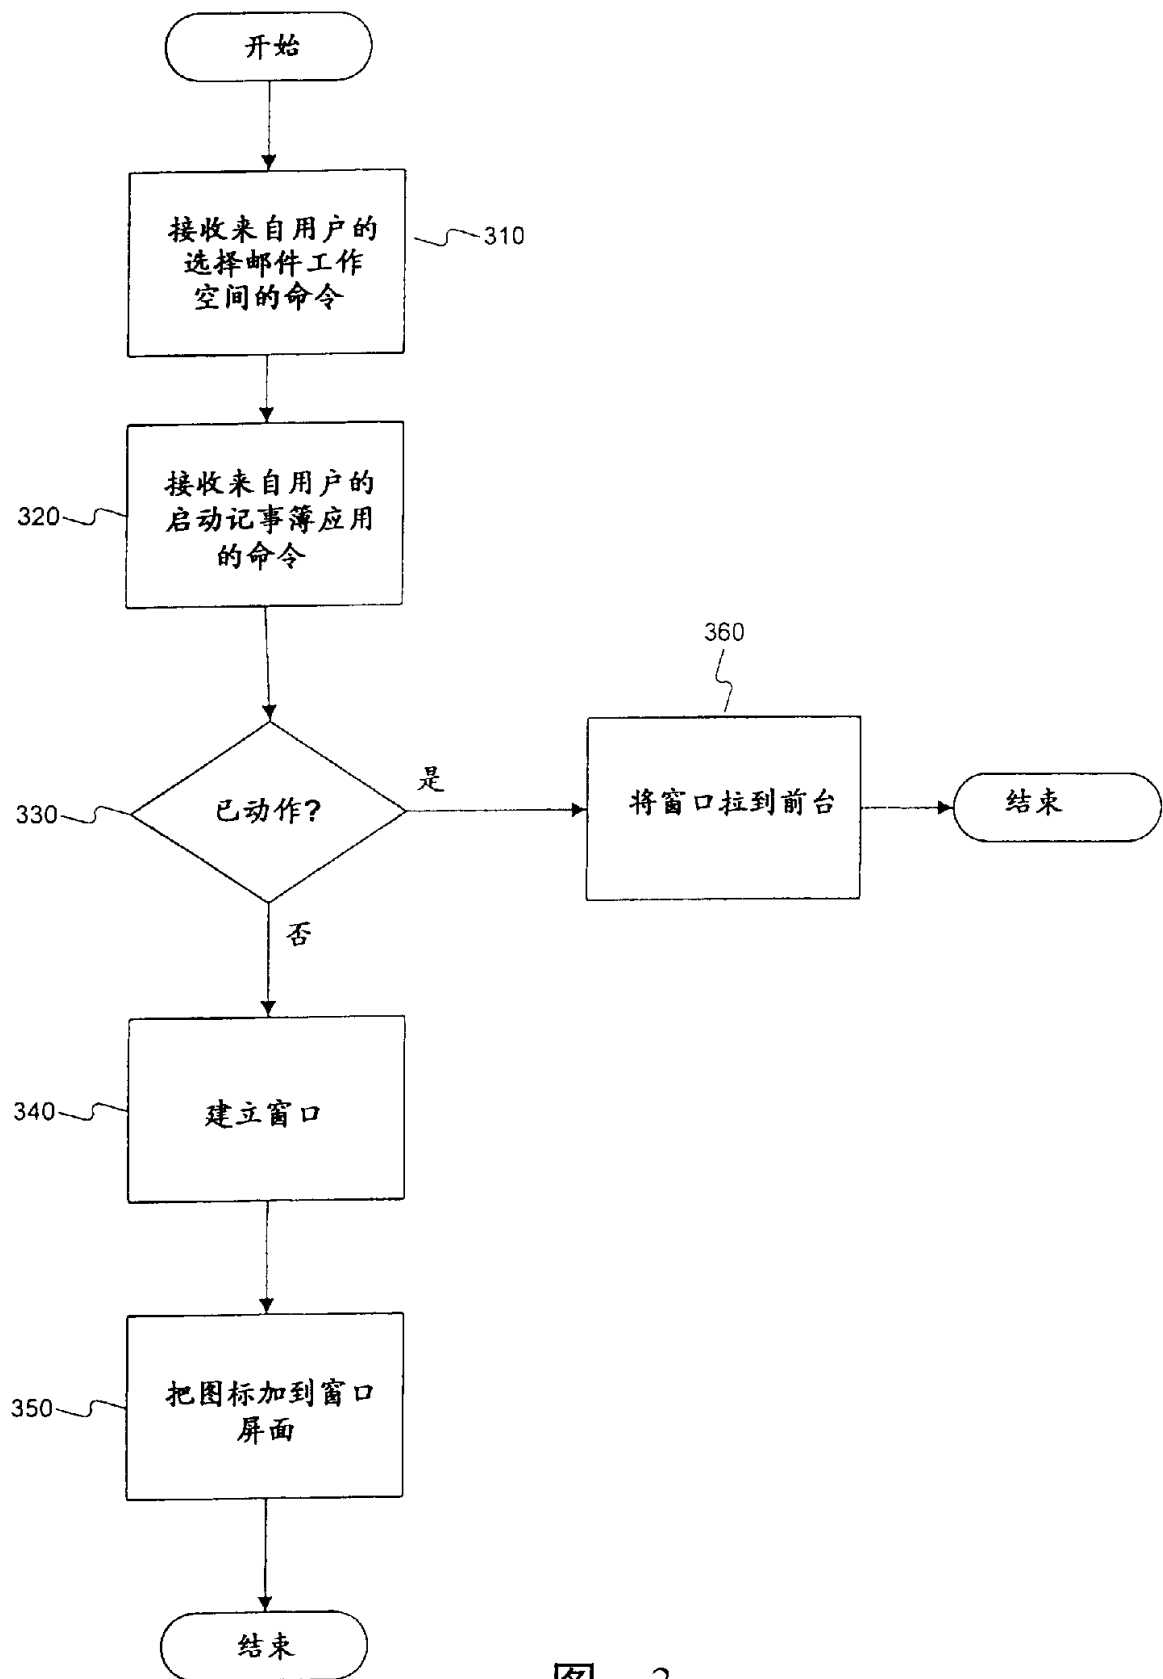 开始
接收来自用户的
选择邮件工作
空间的命令
310
接收来自用户的
启动记事簿应用
的命令
320
360
已动作?
330
是
将窗口拉到前台
结束
否
建立窗口
340
把图标加到窗口
屏面
350
结束